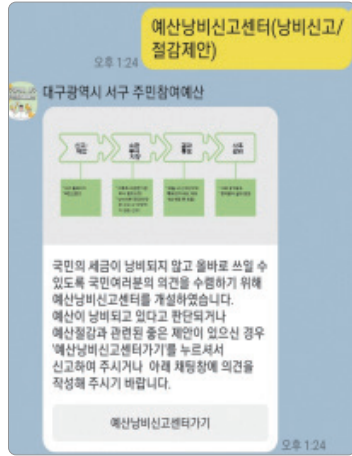 예산낭비신고센터(낭비신고/
절감제안)
오후 1:24
대구광역시 서구 주민참여예산
국민의 세금이 낭비되지 않고 올바로 쓰일 수
있도록 국민여러분의 의견을 수렴하기 위해
예산낭비신고센터를 개설하였습니다.
예산이 낭비되고 있다고 판단되거나
예산절감과 관련된 좋은 제안이 있으신 경우
'예산낭비신고센터가기'를 누르셔서
신고하여 주시거나 아래 채팅창에 의견을
작성해 주시기 바랍니다.
예산낭비신고센터가기
오후 1:24